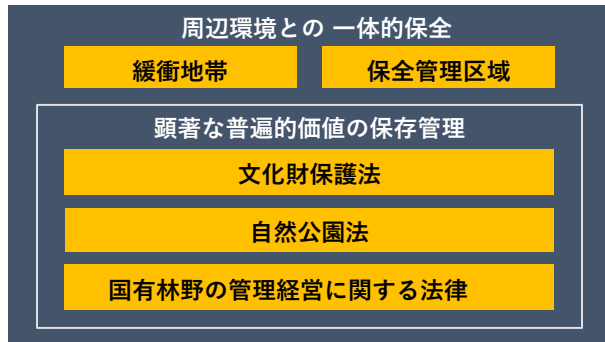 周辺環境との 一体的保全
緩衝地帯
保全管理区域
顕著な普遍的価値の保存管理
文化財保護法
自然公園法
国有林野の管理経営に関する法律